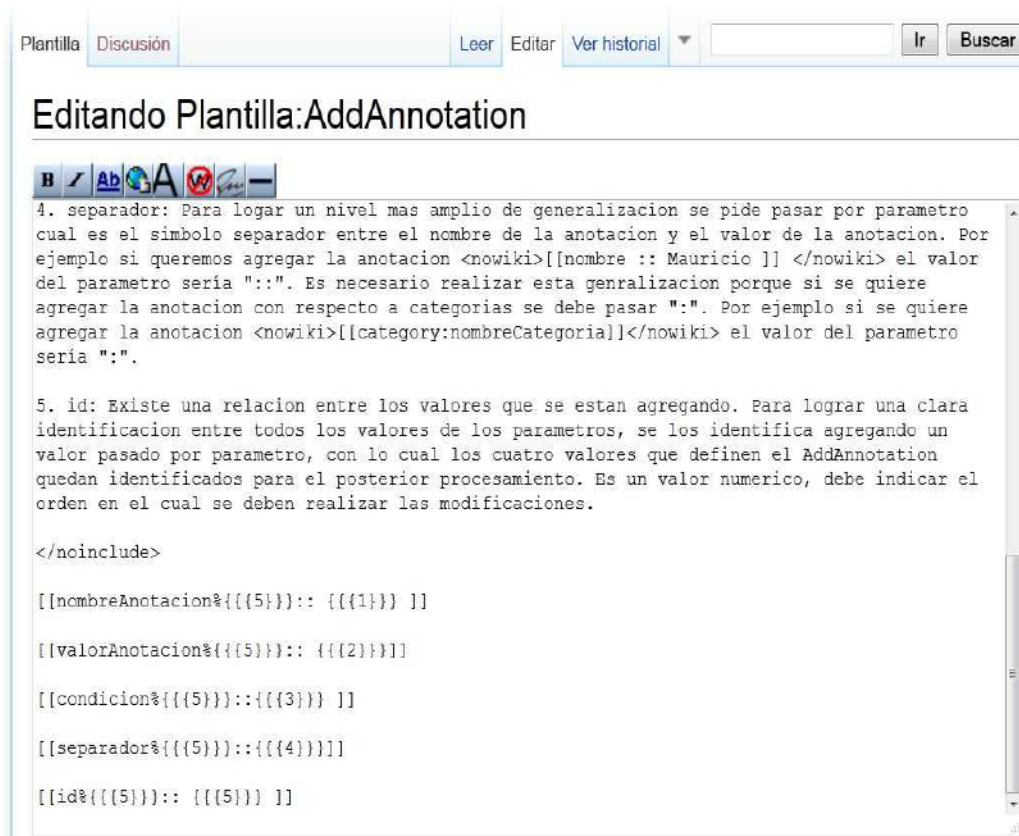 Plantilla Discusión Leer Editar Ver historial Ir Buscar
Editando Plantilla:AddAnnotation
B I Ab A W
4. separador: Para logar un nivel mas amplio de generalizacion se pide pasar por parametro
cual es el simbolo separador entre el nombre de la anotacion y el valor de la anotacion. Por
ejemplo si queremos agregar la anotacion <nowiki>[[nombre :: Mauricio ]] </nowiki> el valor
del parametro sería "::". Es necesario realizar esta genralizacion porque si se quiere
agregar la anotacion con respecto a categorias se debe pasar ":". Por ejemplo si se quiere
agregar la anotacion <nowiki>[[category:nombreCategoria]]</nowiki> el valor del parametro
sería ":".
5. id: Existe una relacion entre los valores que se estan agregando. Para lograr una clara
identificacion entre todos los valores de los parametros, se los identifica agregando un
valor pasado por parametro, con lo cual los cuatro valores que definen el AddAnnotation
quedan identificados para el posterior procesamiento. Es un valor numerico, debe indicar el
orden en el cual se deben realizar las modificaciones.
</noinclude>
[[nombreAnotacion%{{{5}}}:: {{{1}}} ]]
[[valorAnotacion%{{{5}}}:: {{{2}}}]]
[[condicion%{{{5}}}::{{{3}}} ]]
[[separador%{{{5}}}::{{{4}}}]]
[[id%{{{5}}}:: {{{5}}} ]]